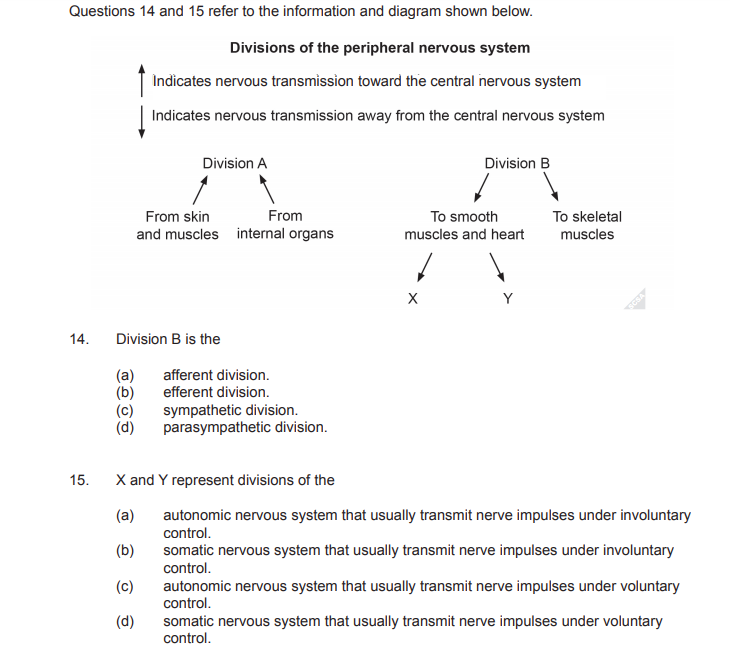 Questions 14 and 15 refer to the information and diagram shown below.
Divisions of the peripheral nervous system
Indicates nervous transmission toward the central nervous system
Indicates nervous transmission away from the central nervous system
Division A
Division B
From skin
and muscles
From
internal organs
To smooth
muscles and heart
To skeletal
muscles
X
Y
14. Division B is the
(a) afferent division.
(b) efferent division.
(c) sympathetic division.
(d) parasympathetic division.
15. X and Y represent divisions of the
(a) autonomic nervous system that usually transmit nerve impulses under involuntary
control.
(b) somatic nervous system that usually transmit nerve impulses under involuntary
control.
(c) autonomic nervous system that usually transmit nerve impulses under voluntary
control.
(d) somatic nervous system that usually transmit nerve impulses under voluntary
control.